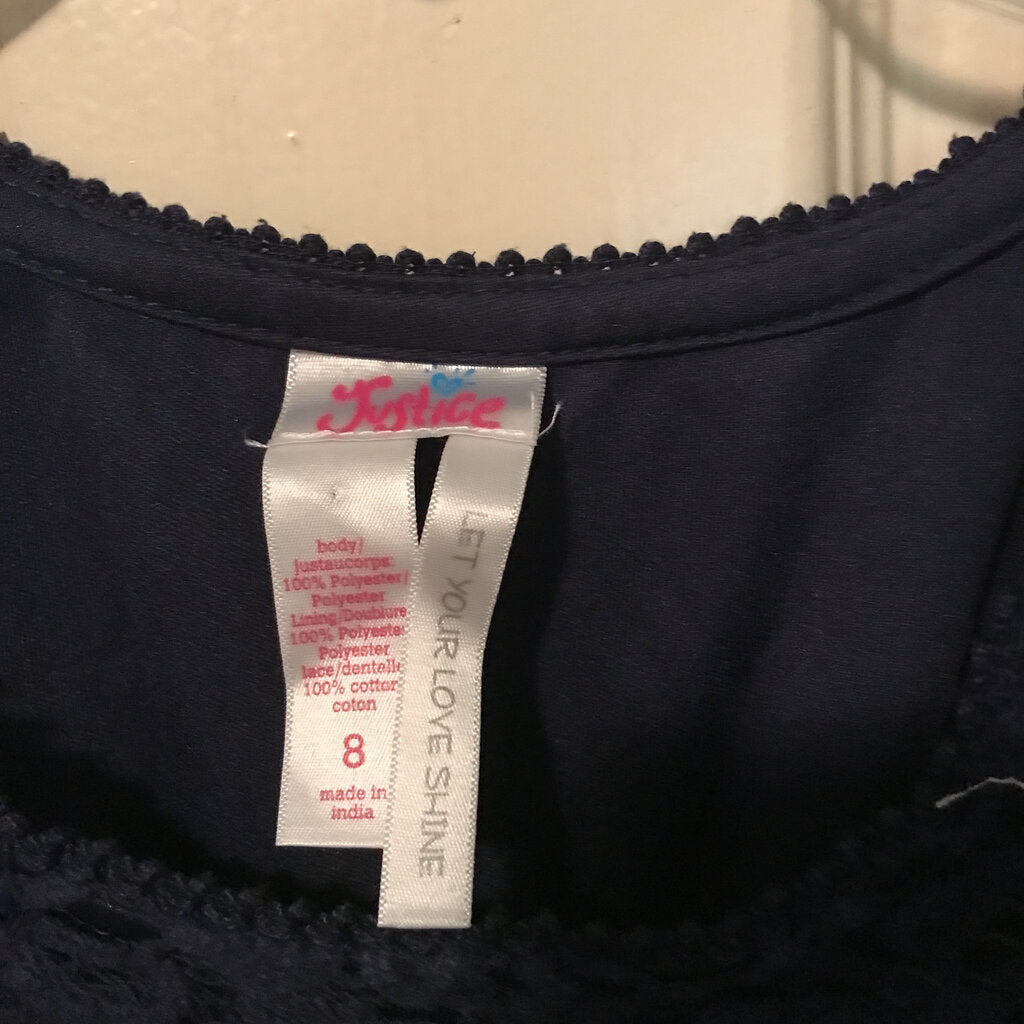 Justice
body/
justaucorps:
100% Polyester/
Polyester
Lining/Doublure
100% Polyester
Polyester
lace/dentelle
100% cotton
coton
8
made in
india
LET YOUR LOVE SHINE